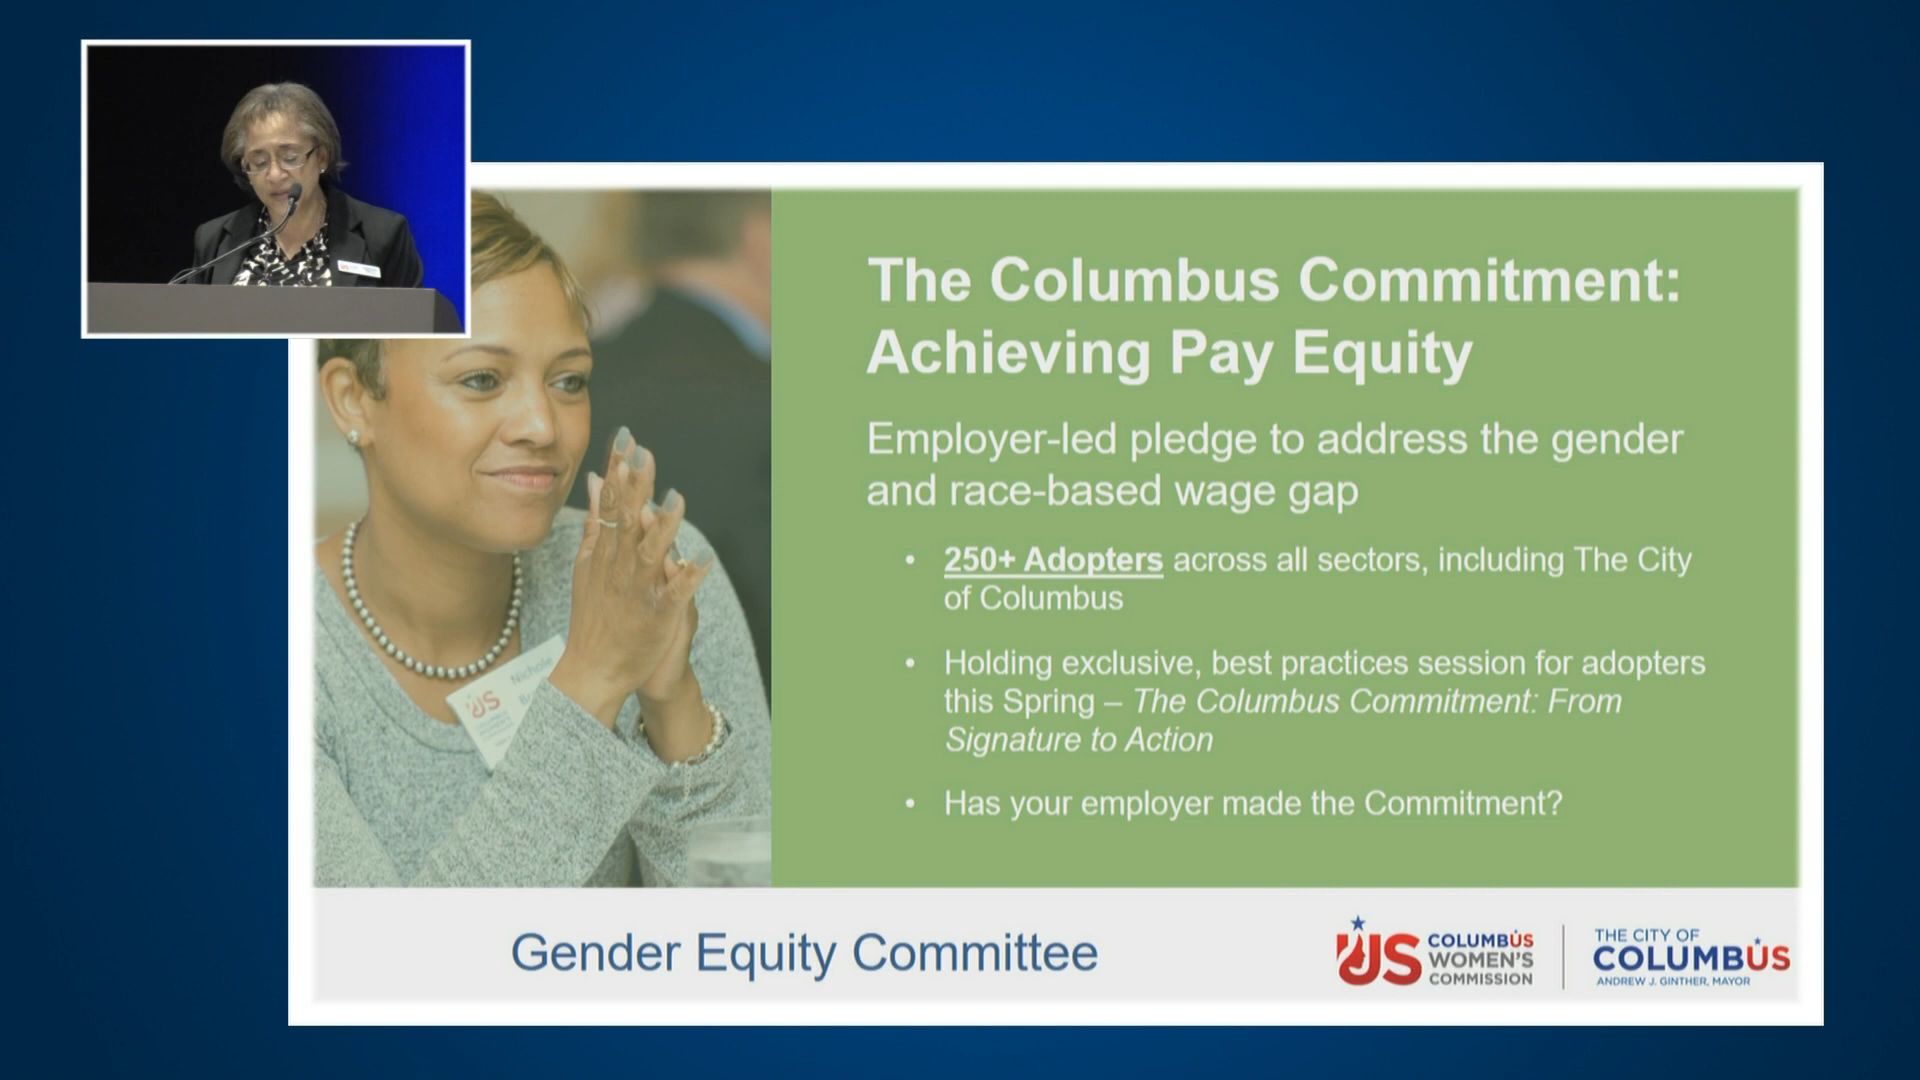 The Columbus Commitment:
Achieving Pay Equity
Employer-led pledge to address the gender
and race-based wage gap
• 250+ Adopters across all sectors, including The City
of Columbus
• Holding exclusive, best practices session for adopters
this Spring – The Columbus Commitment: From
Signature to Action
• Has your employer made the Commitment?
Nichole
US
Gender Equity Committee
US
COLUMBUS
WOMEN'S
COMMISSION
THE CITY OF
COLUMBUS
ANDREW J. GINTHER, MAYOR